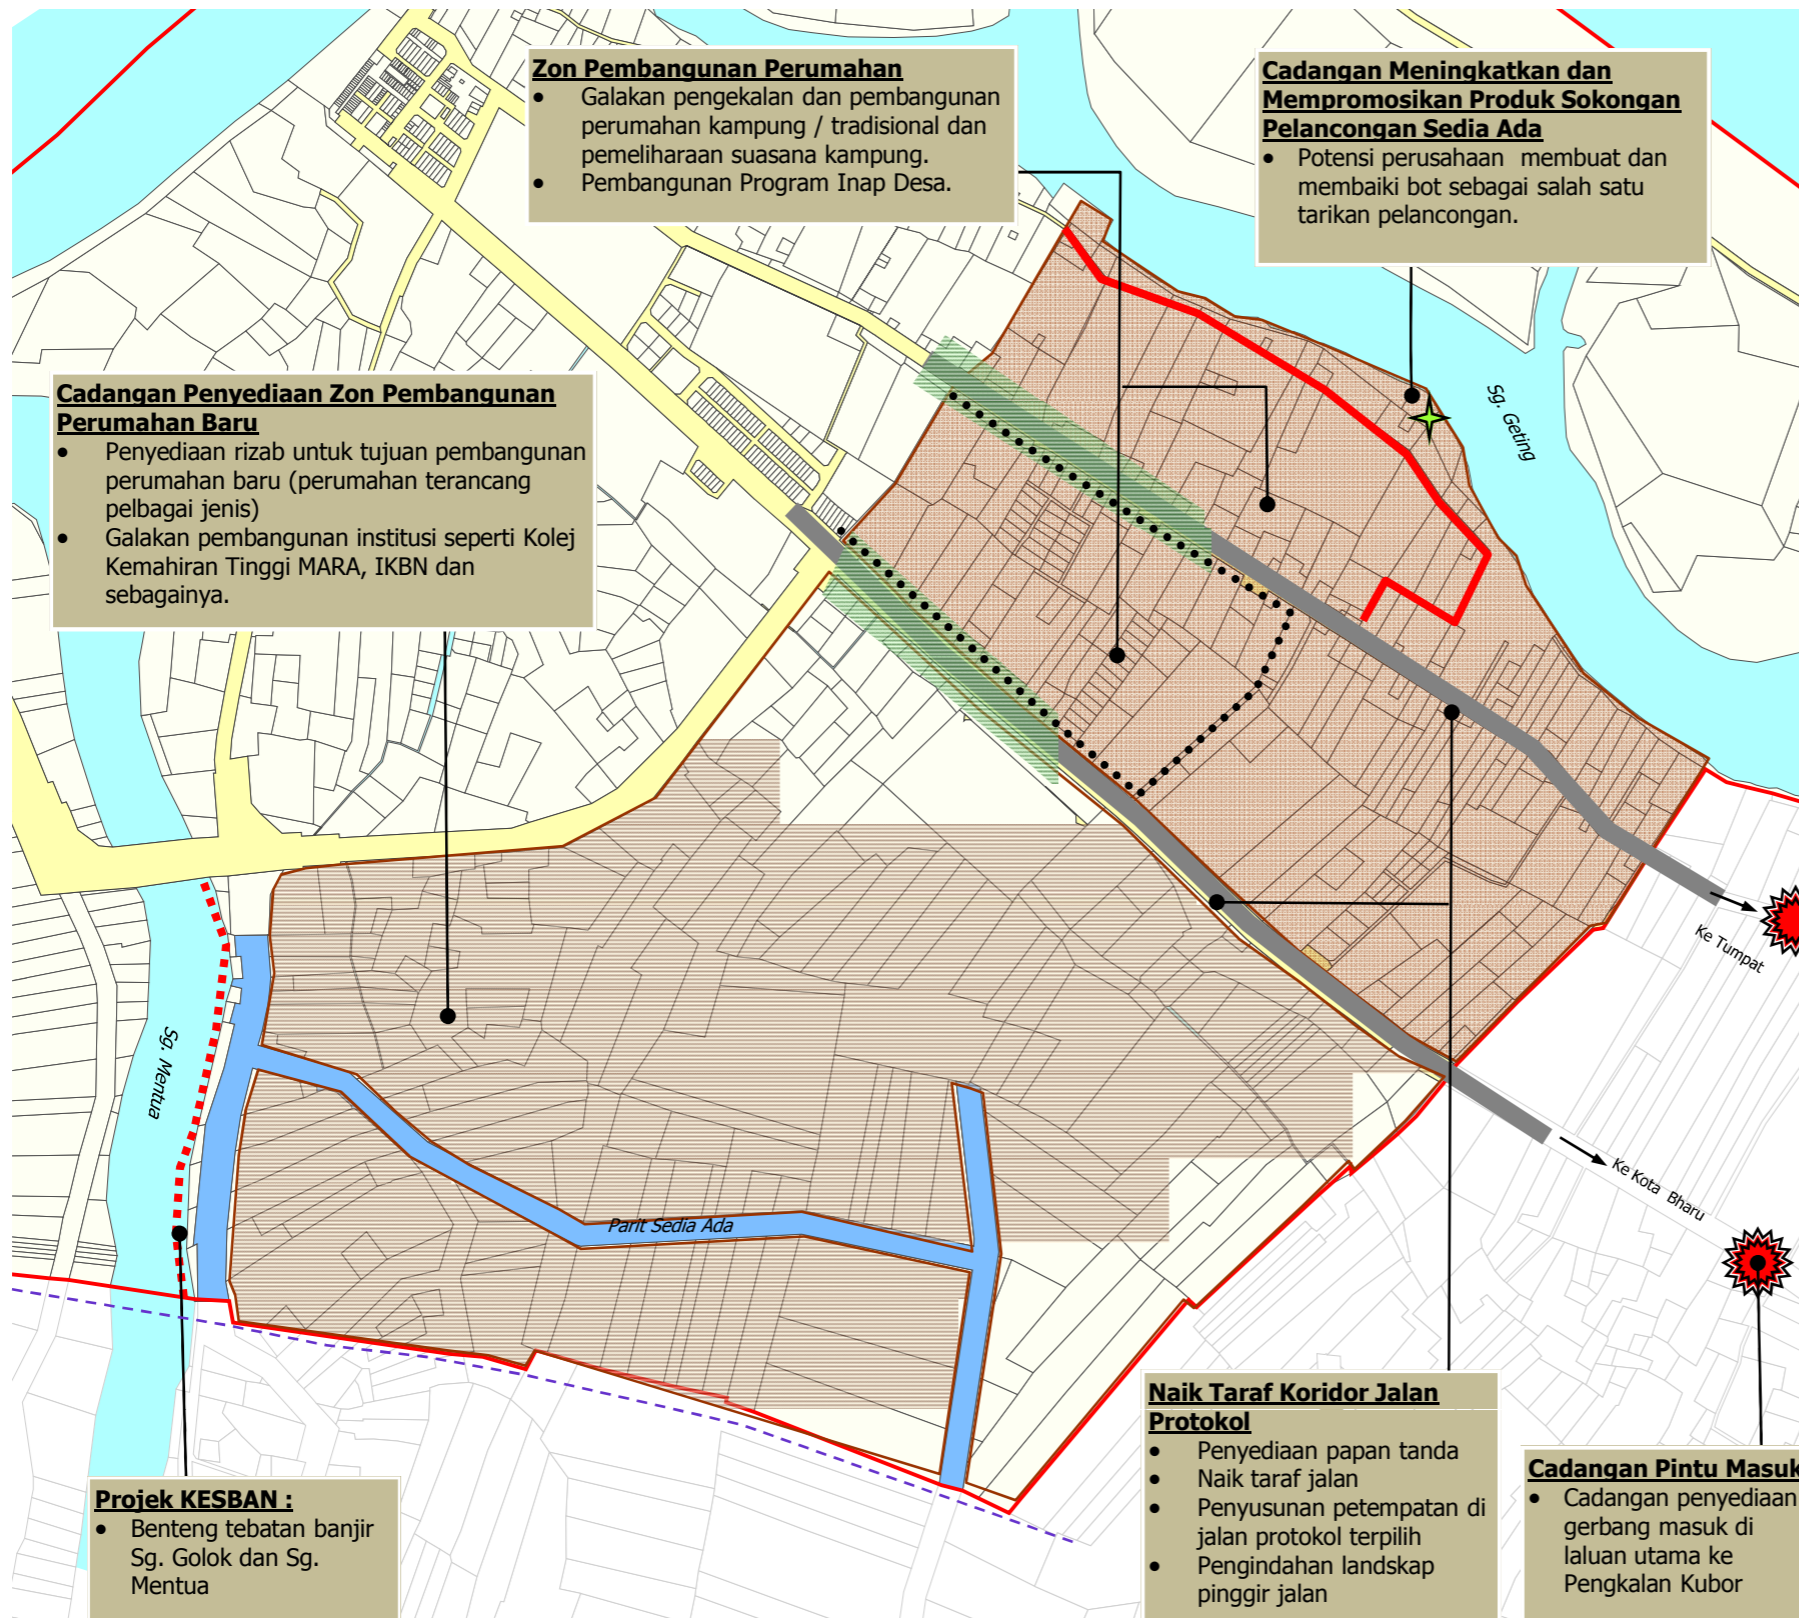 Zon Pembangunan Perumahan
• Galakan pengekalan dan pembangunan
perumahan kampung / tradisional dan
pemeliharaan suasana kampung.
• Pembangunan Program Inap Desa.
Cadangan Meningkatkan dan
Mempromosikan Produk Sokongan
Pelancongan Sedia Ada
• Potensi perusahaan membuat dan
membaiki bot sebagai salah satu
tarikan pelancongan.
Cadangan Penyediaan Zon Pembangunan
Perumahan Baru
• Penyediaan rizab untuk tujuan pembangunan
perumahan baru (perumahan terancang
pelbagai jenis)
• Galakan pembangunan institusi seperti Kolej
Kemahiran Tinggi MARA, IKBN dan
sebagainya.
Sg. Geting
Ke Tumpat
Sg. Mentua
Ke Kota Bharu
Parit Sedia Ada
Naik Taraf Koridor Jalan
Protokol
• Penyediaan papan tanda
• Naik taraf jalan
• Penyusunan petempatan di
jalan protokol terpilih
• Pengindahan landskap
pinggir jalan
Cadangan Pintu Masuk
• Cadangan penyediaan
gerbang masuk di
laluan utama ke
Pengkalan Kubor
Projek KESBAN :
• Benteng tebatan banjir
Sg. Golok dan Sg.
Mentua